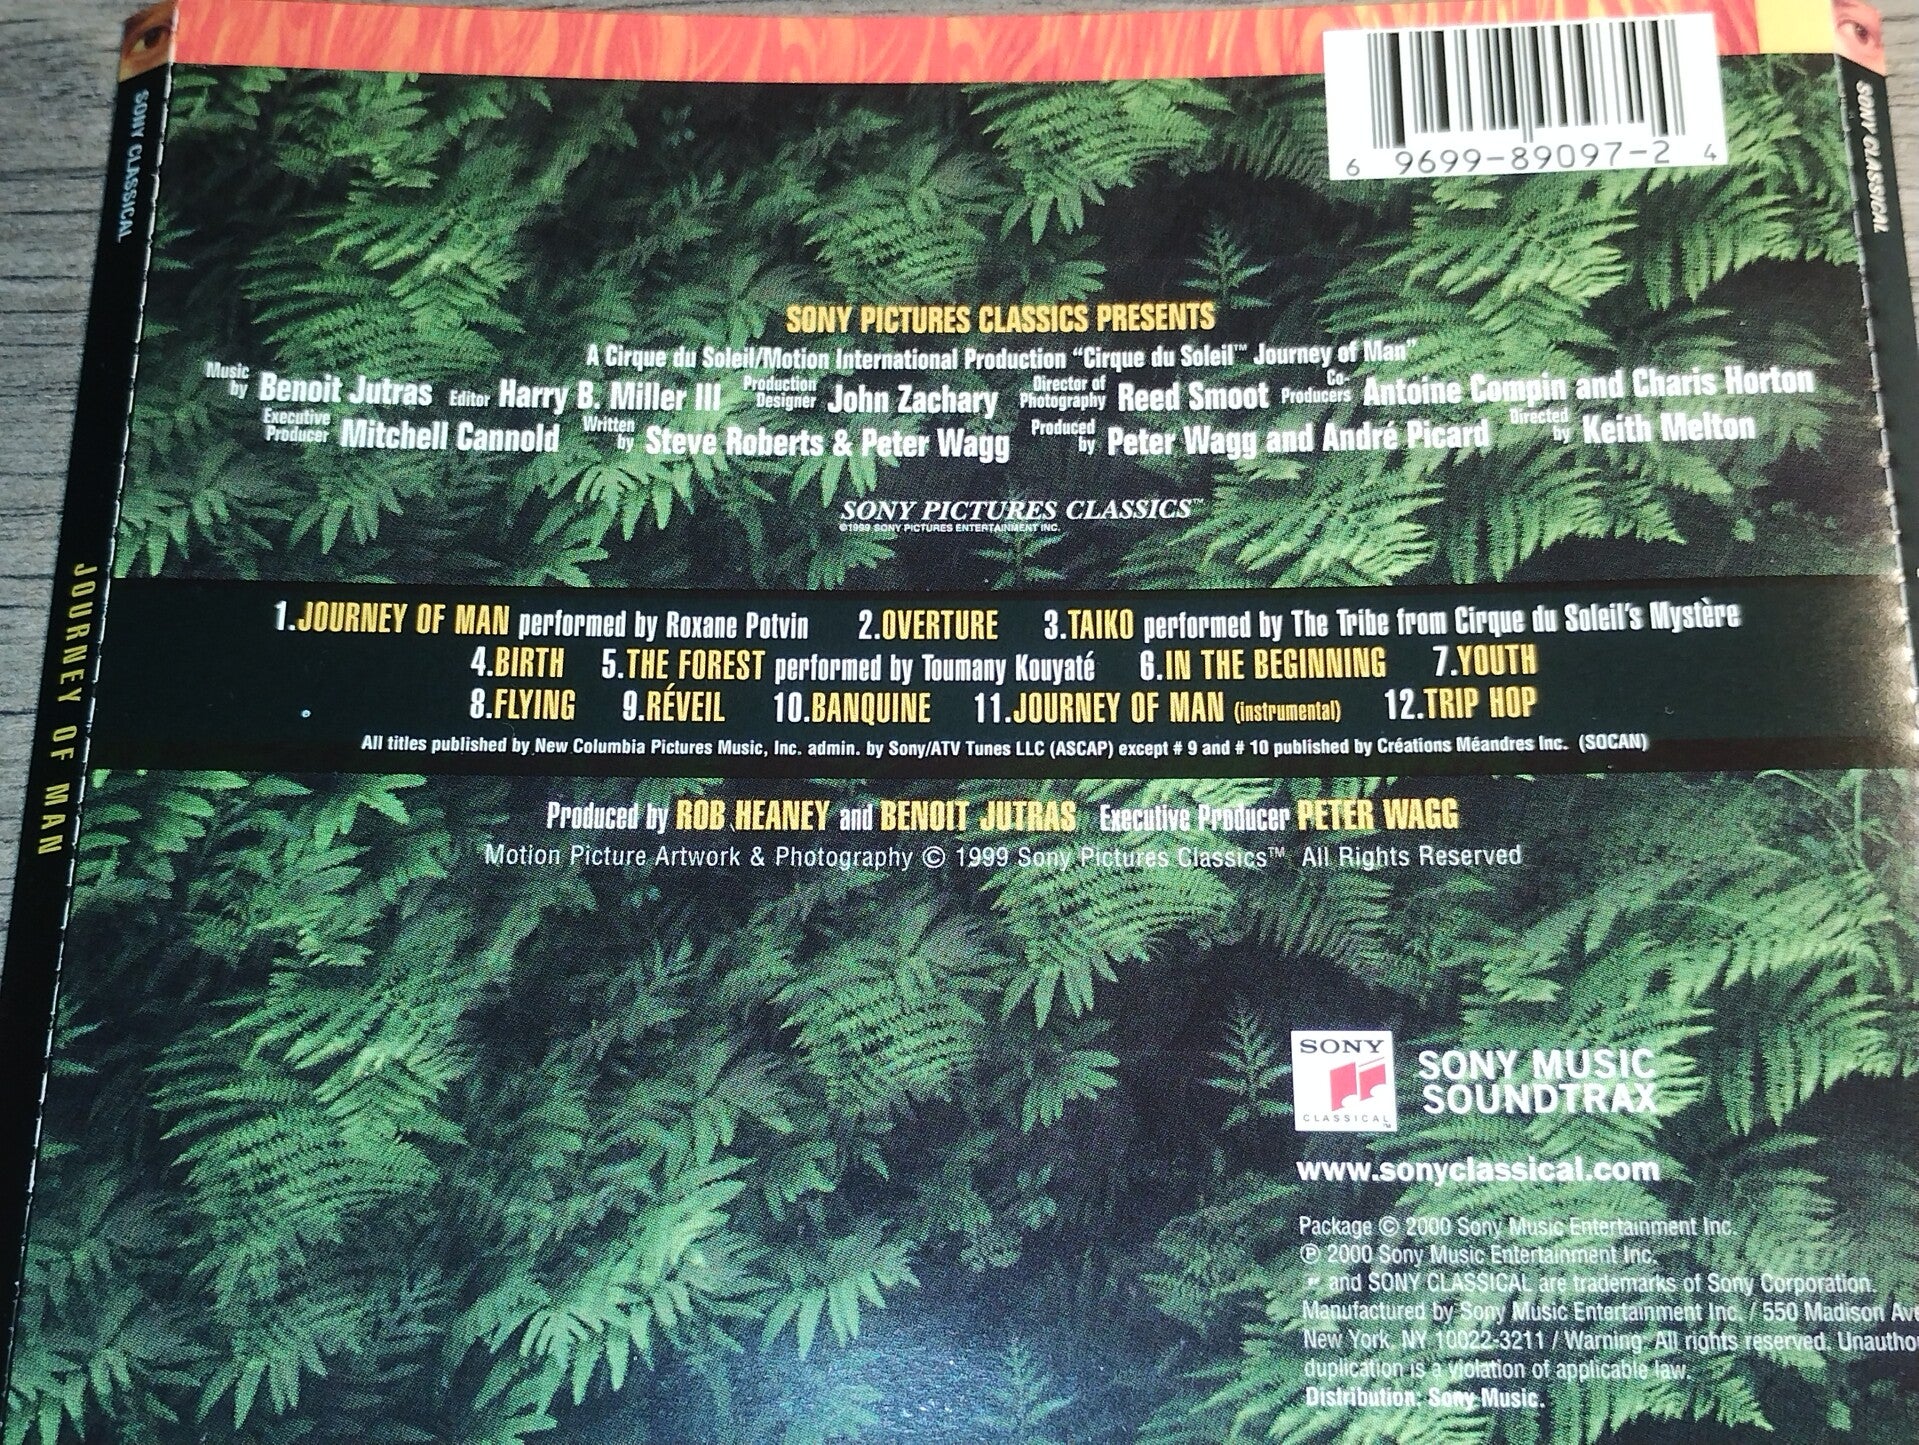 SONY CLASSICAL
SONY CLASSICAL
6 9699-89097-2 4
SONY PICTURES CLASSICS PRESENTS
A Cirque du Soleil/Motion International Production "Cirque du Soleil™ Journey of Man"
Music by Benoit Jutras Editor Harry B. Miller III Production Designer John Zachary Director of Photography Reed Smoot Co-Producers Antoine Compin and Charis Horton
Executive Producer Mitchell Cannold Written by Steve Roberts & Peter Wagg Produced by Peter Wagg and André Picard Directed by Keith Melton
SONY PICTURES CLASSICS™
©1999 SONY PICTURES ENTERTAINMENT INC.
JOURNEY OF MAN
1.JOURNEY OF MAN performed by Roxane Potvin 2.OVERTURE 3.TAIKO performed by The Tribe from Cirque du Soleil's Mystère
4.BIRTH 5.THE FOREST performed by Toumany Kouyaté 6.IN THE BEGINNING 7.YOUTH
8.FLYING 9.RÉVEIL 10.BANQUINE 11.JOURNEY OF MAN (instrumental) 12.TRIP HOP
All titles published by New Columbia Pictures Music, Inc. admin. by Sony/ATV Tunes LLC (ASCAP) except # 9 and # 10 published by Créations Méandres Inc. (SOCAN)
Produced by ROB HEANEY and BENOIT JUTRAS Executive Producer PETER WAGG
Motion Picture Artwork & Photography © 1999 Sony Pictures Classics™ All Rights Reserved
SONY
CLASSICAL™
SONY MUSIC
SOUNDTRAX
www.sonyclassical.com
Package © 2000 Sony Music Entertainment Inc.
℗ 2000 Sony Music Entertainment Inc.
and SONY CLASSICAL are trademarks of Sony Corporation.
Manufactured by Sony Music Entertainment Inc. / 550 Madison Ave
New York, NY 10022-3211 / Warning: All rights reserved. Unautho
duplication is a violation of applicable law.
Distribution: Sony Music.